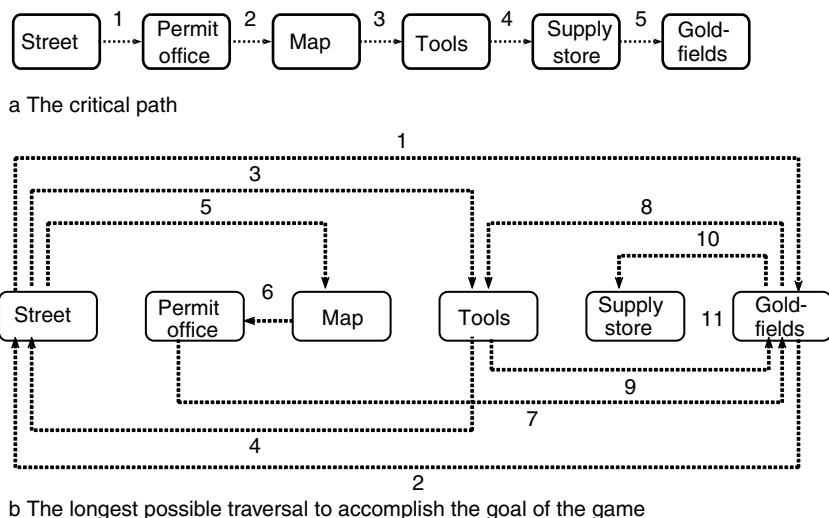 1 2 3 4 5
Street
Permit
office
Map
Tools
Supply
store
Gold-
fields
a The critical path
1
3
5
8
10
6
Street
Permit
office
Map
Tools
Supply
store
11
Gold-
fields
9
7
4
2
b The longest possible traversal to accomplish the goal of the game